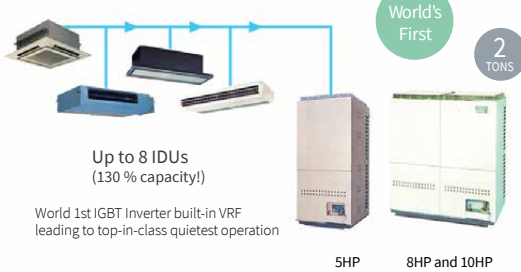 World's
First
2
TONS
Up to 8 IDUs
(130 % capacity!)
World 1st IGBT Inverter built-in VRF
leading to top-in-class quietest operation
5HP
8HP and 10HP